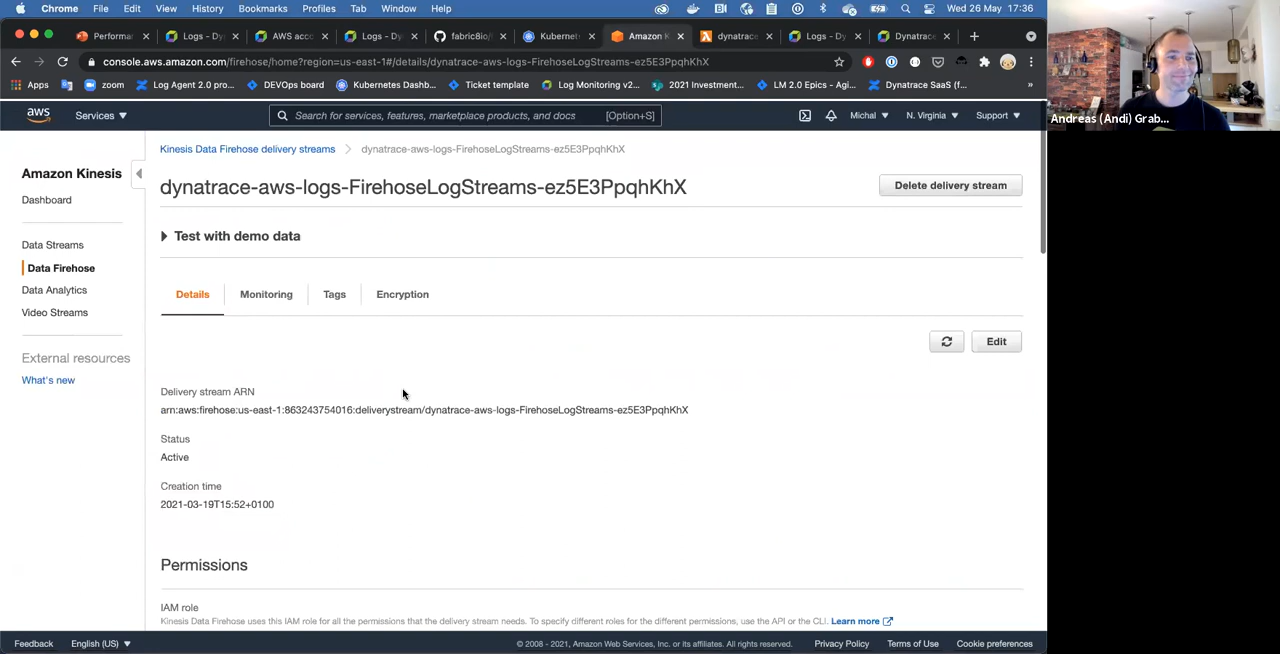 Chrome File Edit View History Bookmarks Profiles Tab Window Help Wed 26 May 17:36
Performa Logs - Dy AWS acco Logs - Dy fabric8io/ Kubernet Amazon K dynatrace Logs - Dy Dynatrace
console.aws.amazon.com/firehose/home?region=us-east-1#/details/dynatrace-aws-logs-FirehoseLogStreams-ez5E3PpqhKhX
Apps zoom Log Agent 2.0 pro... DEVOps board Kubernetes Dashb... Ticket template Log Monitoring v2... 2021 Investment... LM 2.0 Epics - Agi... Dynatrace SaaS (f... »
aws Services Search for services, features, marketplace products, and docs [Option+S] Michal N. Virginia Support
Andreas (Andi) Grab...
Amazon Kinesis
Dashboard
Data Streams
Data Firehose
Data Analytics
Video Streams
External resources
What's new
Kinesis Data Firehose delivery streams dynatrace-aws-logs-FirehoseLogStreams-ez5E3PpqhKhX
dynatrace-aws-logs-FirehoseLogStreams-ez5E3PpqhKhX Delete delivery stream
Test with demo data
Details Monitoring Tags Encryption
Edit
Delivery stream ARN
arn:aws:firehose:us-east-1:863243754016:deliverystream/dynatrace-aws-logs-FirehoseLogStreams-ez5E3PpqhKhX
Status
Active
Creation time
2021-03-19T15:52+0100
Permissions
IAM role
Kinesis Data Firehose uses this IAM role for all the permissions that the delivery stream needs. To specify different roles for the different permissions, use the API or the CLI. Learn more
Feedback English (US) © 2008 - 2021, Amazon Web Services, Inc. or its affiliates. All rights reserved. Privacy Policy Terms of Use Cookie preferences